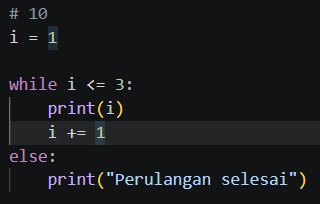 # 10
i = 1

while i <= 3:
    print(i)
    i += 1
else:
    print("Perulangan selesai")